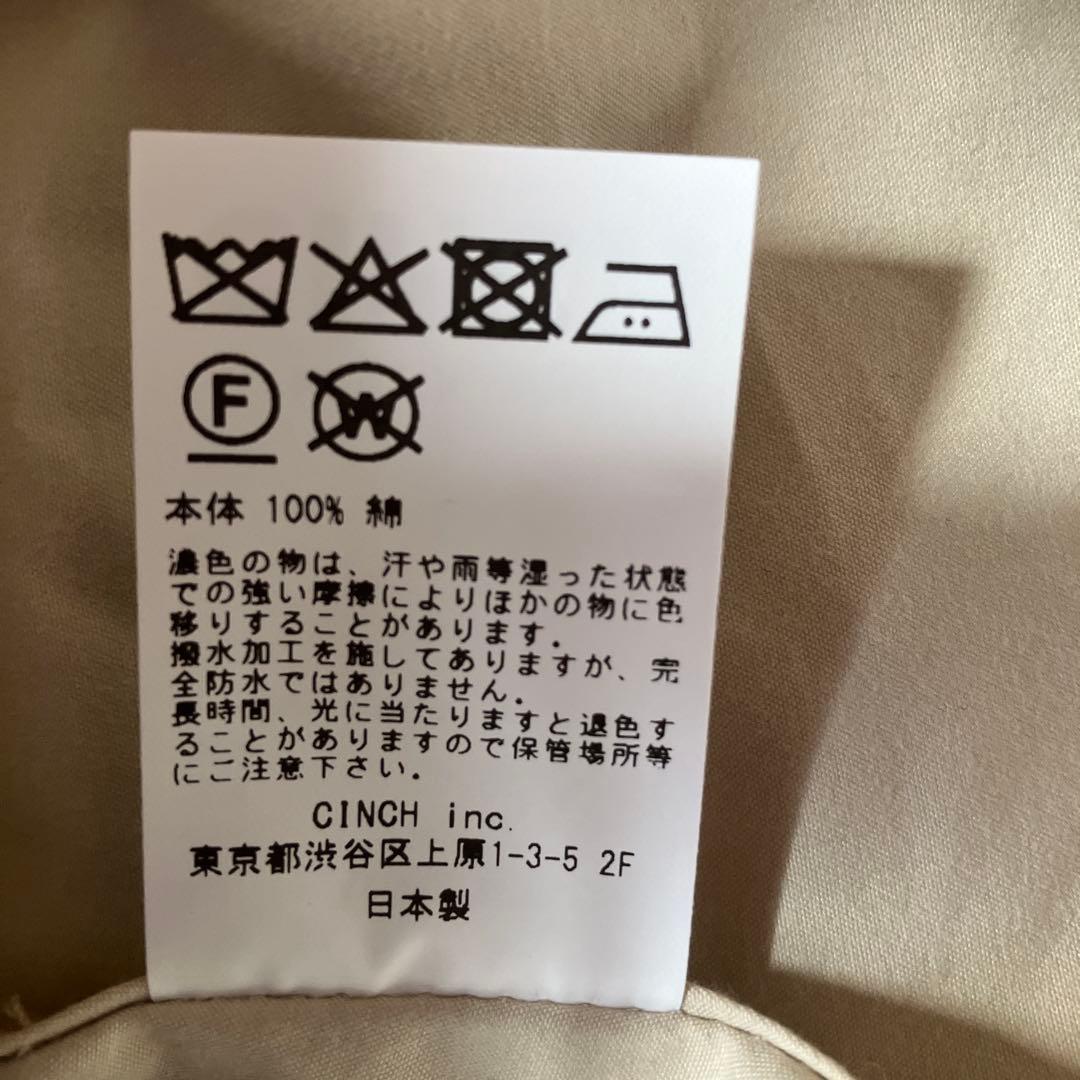 F W
本体 100% 綿
濃色の物は、汗や雨等湿った状態
での強い摩擦によりほかの物に色
移りすることがあります.
撥水加工を施してありますが、完
全防水ではありません.
長時間、光に当たりますと退色す
ることがありますので保管場所等
にご注意下さい.
CINCH inc.
東京都渋谷区上原1-3-5 2F
日本製